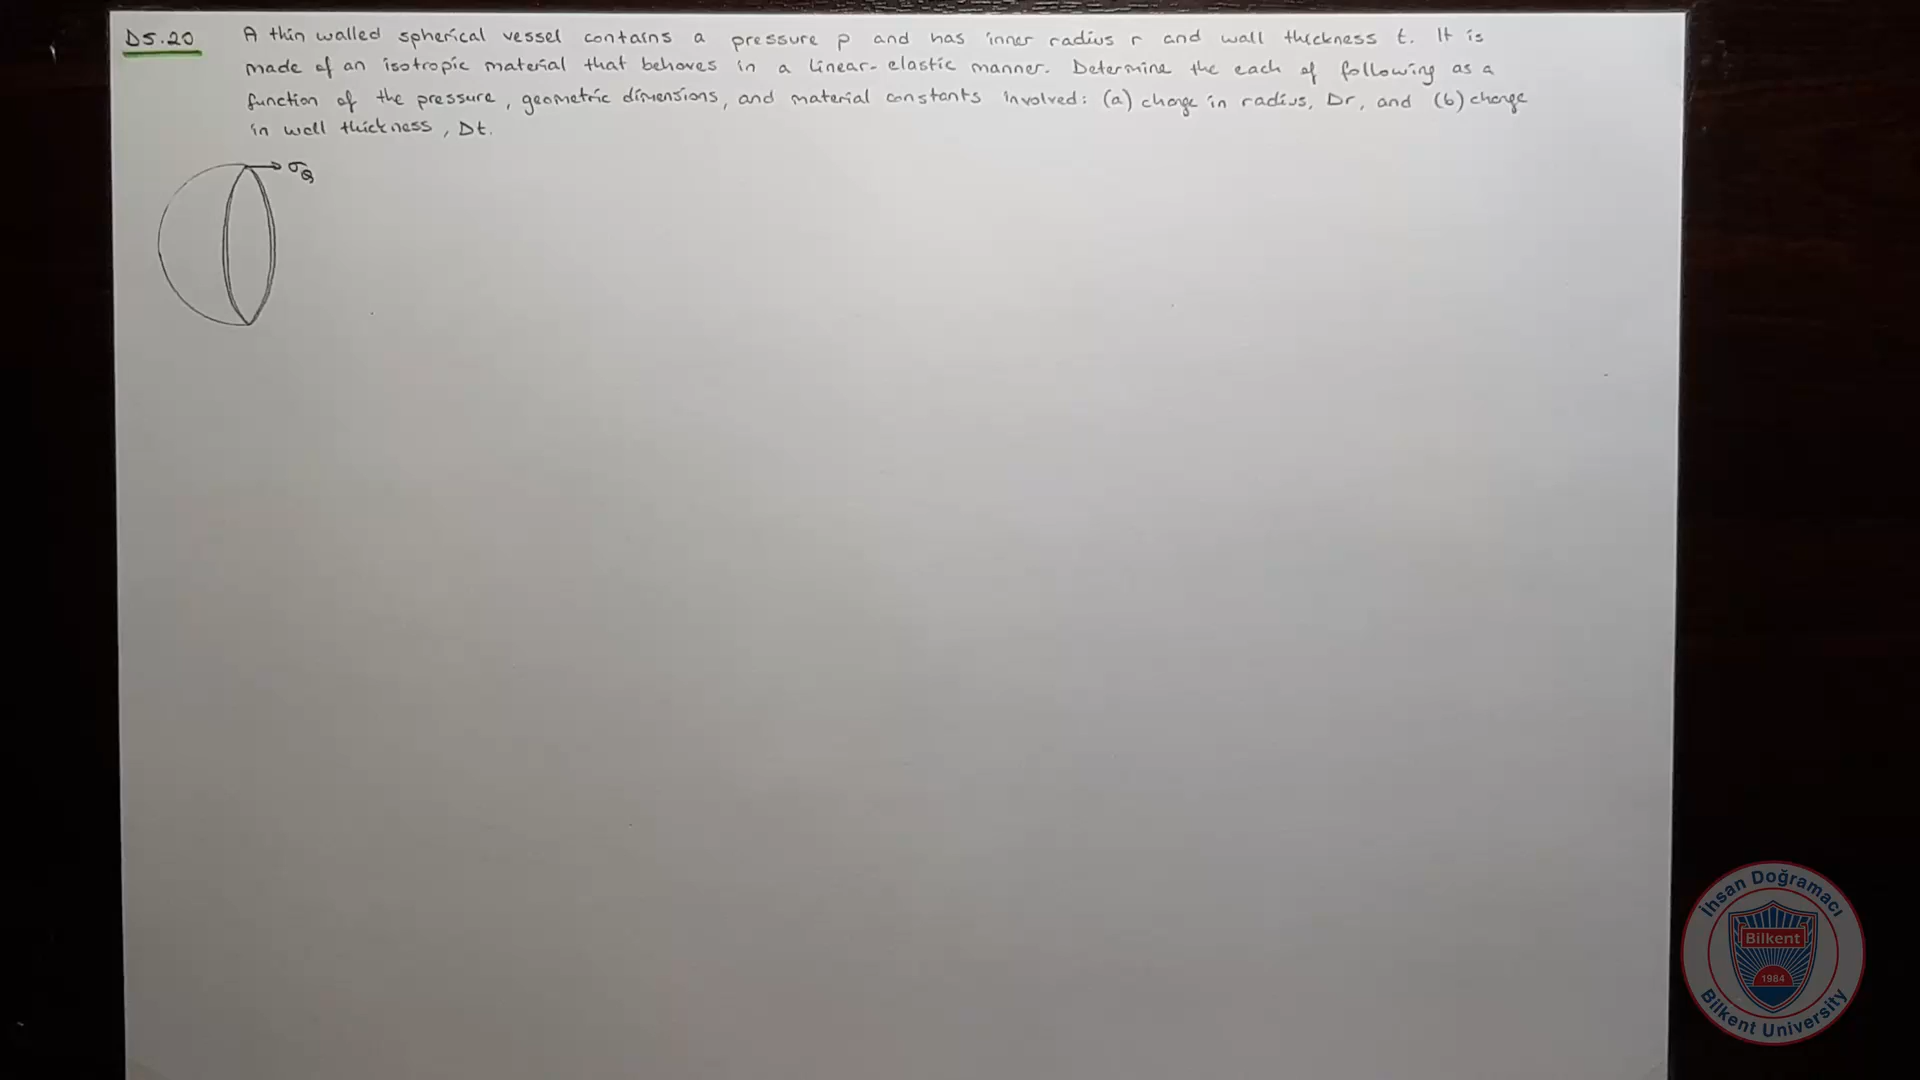 D5.20 A thin walled spherical vessel contains a pressure p and has inner radius r and wall thickness t. It is
made of an isotropic material that behaves in a linear-elastic manner. Determine the each of following as a
function of the pressure, geometric dimensions, and material constants involved: (a) change in radius, Δr, and (b) change
in wall thickness, Δt.
σθ
İhsan Doğramacı
Bilkent
1984
Bilkent University